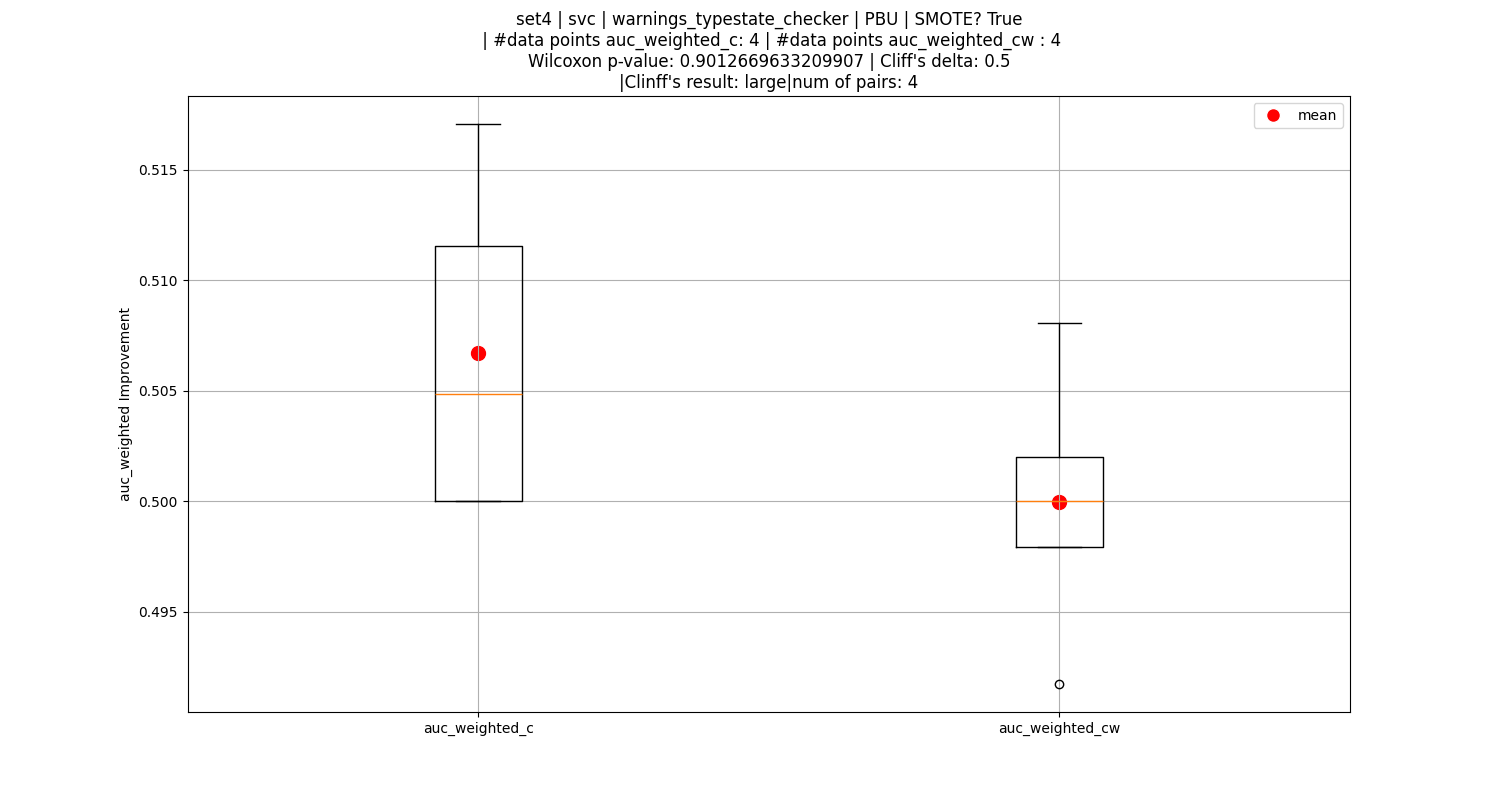 set4 | svc | warnings_typestate_checker | PBU | SMOTE? True
| #data points auc_weighted_c: 4 | #data points auc_weighted_cw : 4
Wilcoxon p-value: 0.9012669633209907 | Cliff's delta: 0.5
|Clinff's result: large|num of pairs: 4
mean
0.515
0.510
0.505
0.500
0.495
auc_weighted Improvement
auc_weighted_c
auc_weighted_cw